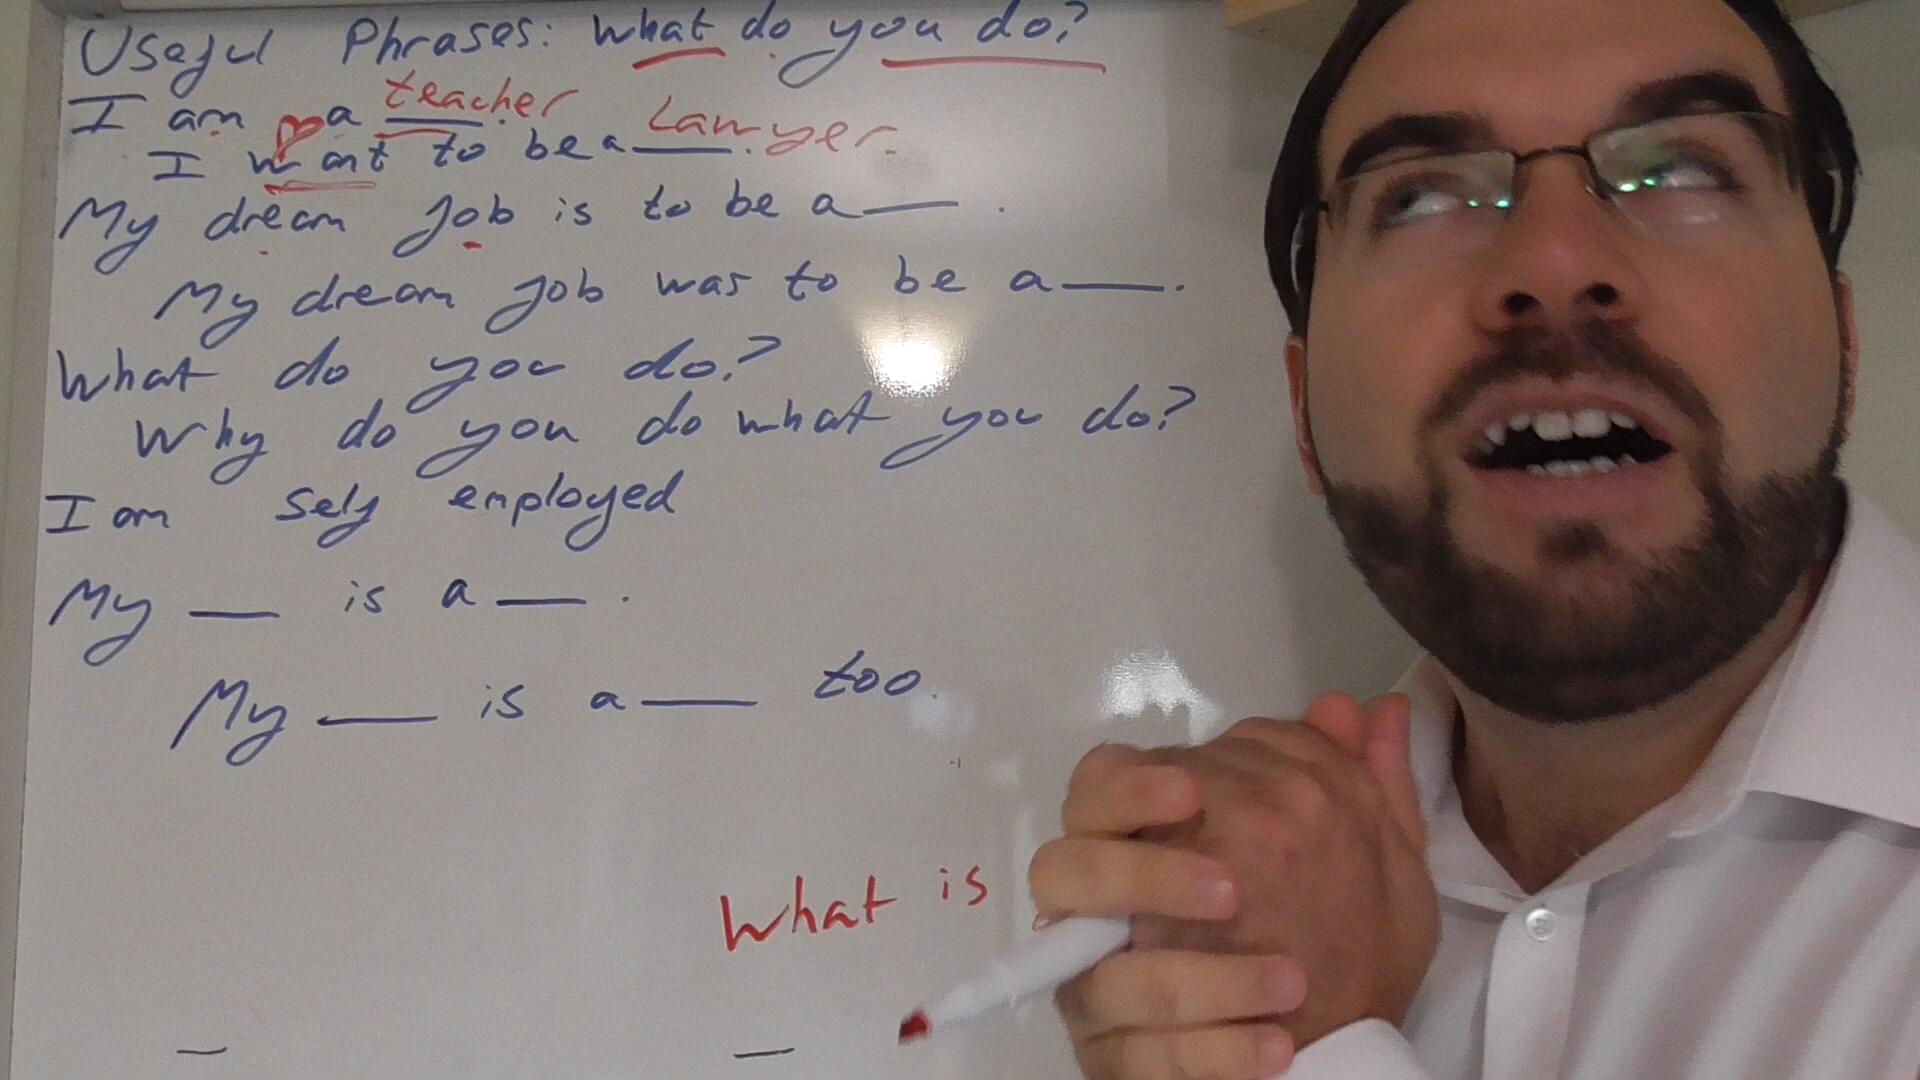 Useful Phrases: What do you do?
I am a teacher.
I want to be a ___. Lawyer.
My dream job is to be a ___.
My dream job was to be a ___.
What do you do?
Why do you do what you do?
I am self employed
My ___ is a ___.
My ___ is a ___ too.
What is